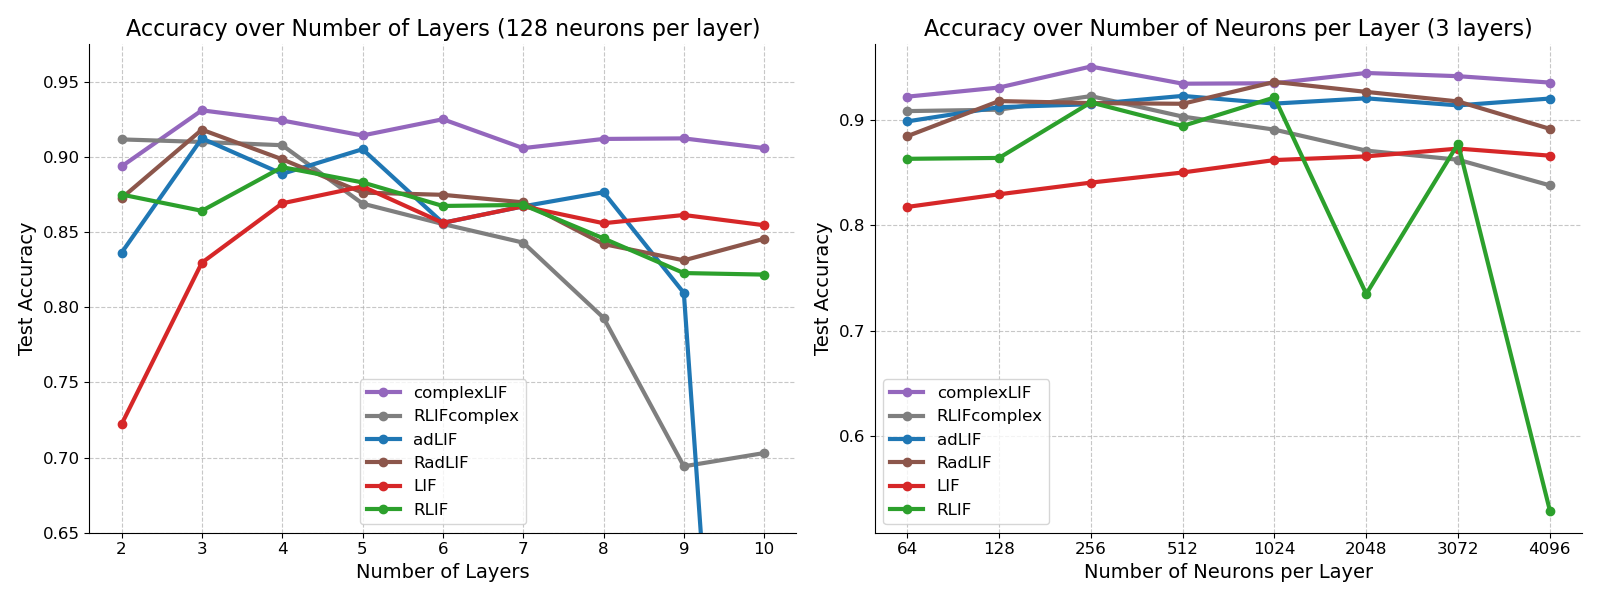 Accuracy over Number of Layers (128 neurons per layer)
Test Accuracy
0.95
0.90
0.85
0.80
0.75
0.70
0.65
complexLIF
RLIFcomplex
adLIF
RadLIF
LIF
RLIF
2 3 4 5 6 7 8 9 10
Number of Layers
Accuracy over Number of Neurons per Layer (3 layers)
Test Accuracy
0.9
0.8
0.7
0.6
complexLIF
RLIFcomplex
adLIF
RadLIF
LIF
RLIF
64 128 256 512 1024 2048 3072 4096
Number of Neurons per Layer